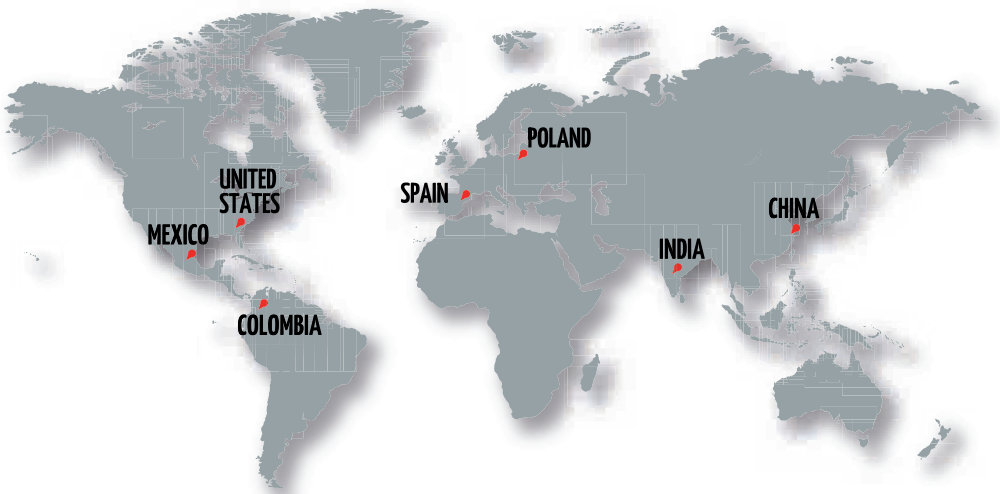 POLAND
UNITED
STATES
SPAIN
CHINA
MEXICO
INDIA
COLOMBIA